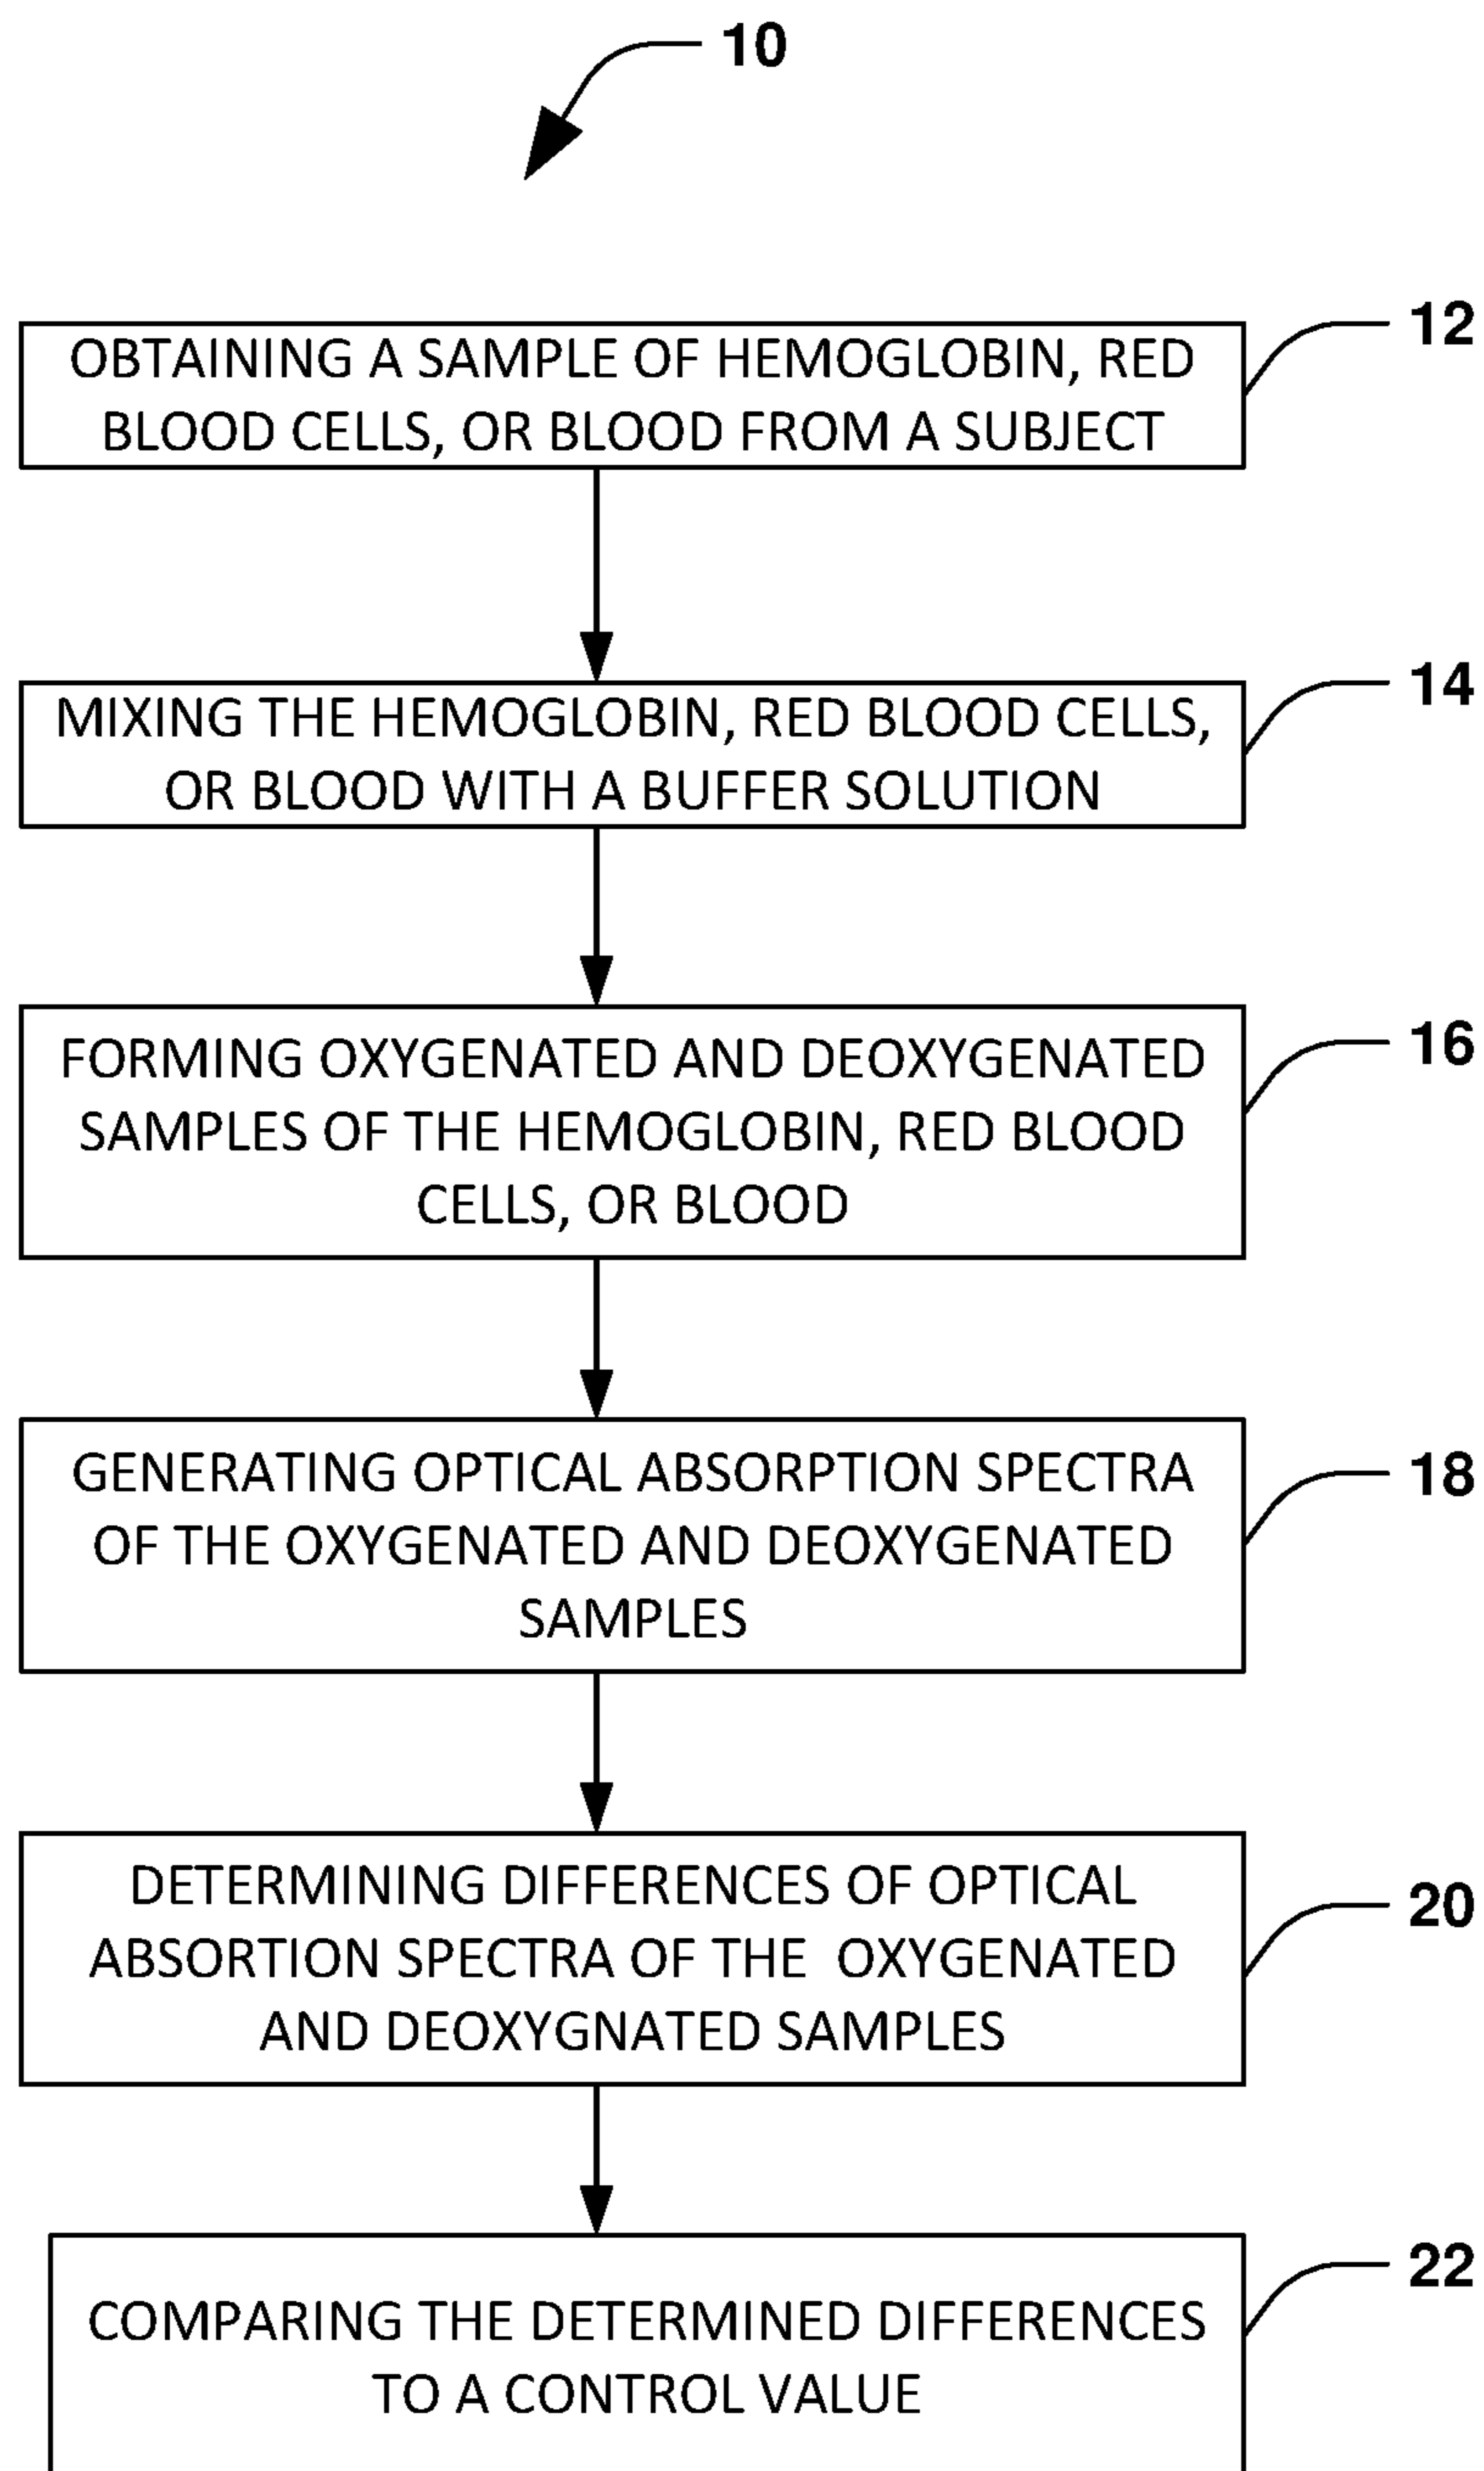 10
12
OBTAINING A SAMPLE OF HEMOGLOBIN, RED
BLOOD CELLS, OR BLOOD FROM A SUBJECT
14
MIXING THE HEMOGLOBIN, RED BLOOD CELLS,
OR BLOOD WITH A BUFFER SOLUTION
16
FORMING OXYGENATED AND DEOXYGENATED
SAMPLES OF THE HEMOGLOBIN, RED BLOOD
CELLS, OR BLOOD
18
GENERATING OPTICAL ABSORPTION SPECTRA
OF THE OXYGENATED AND DEOXYGENATED
SAMPLES
20
DETERMINING DIFFERENCES OF OPTICAL
ABSORTION SPECTRA OF THE OXYGENATED
AND DEOXYGNATED SAMPLES
22
COMPARING THE DETERMINED DIFFERENCES
TO A CONTROL VALUE